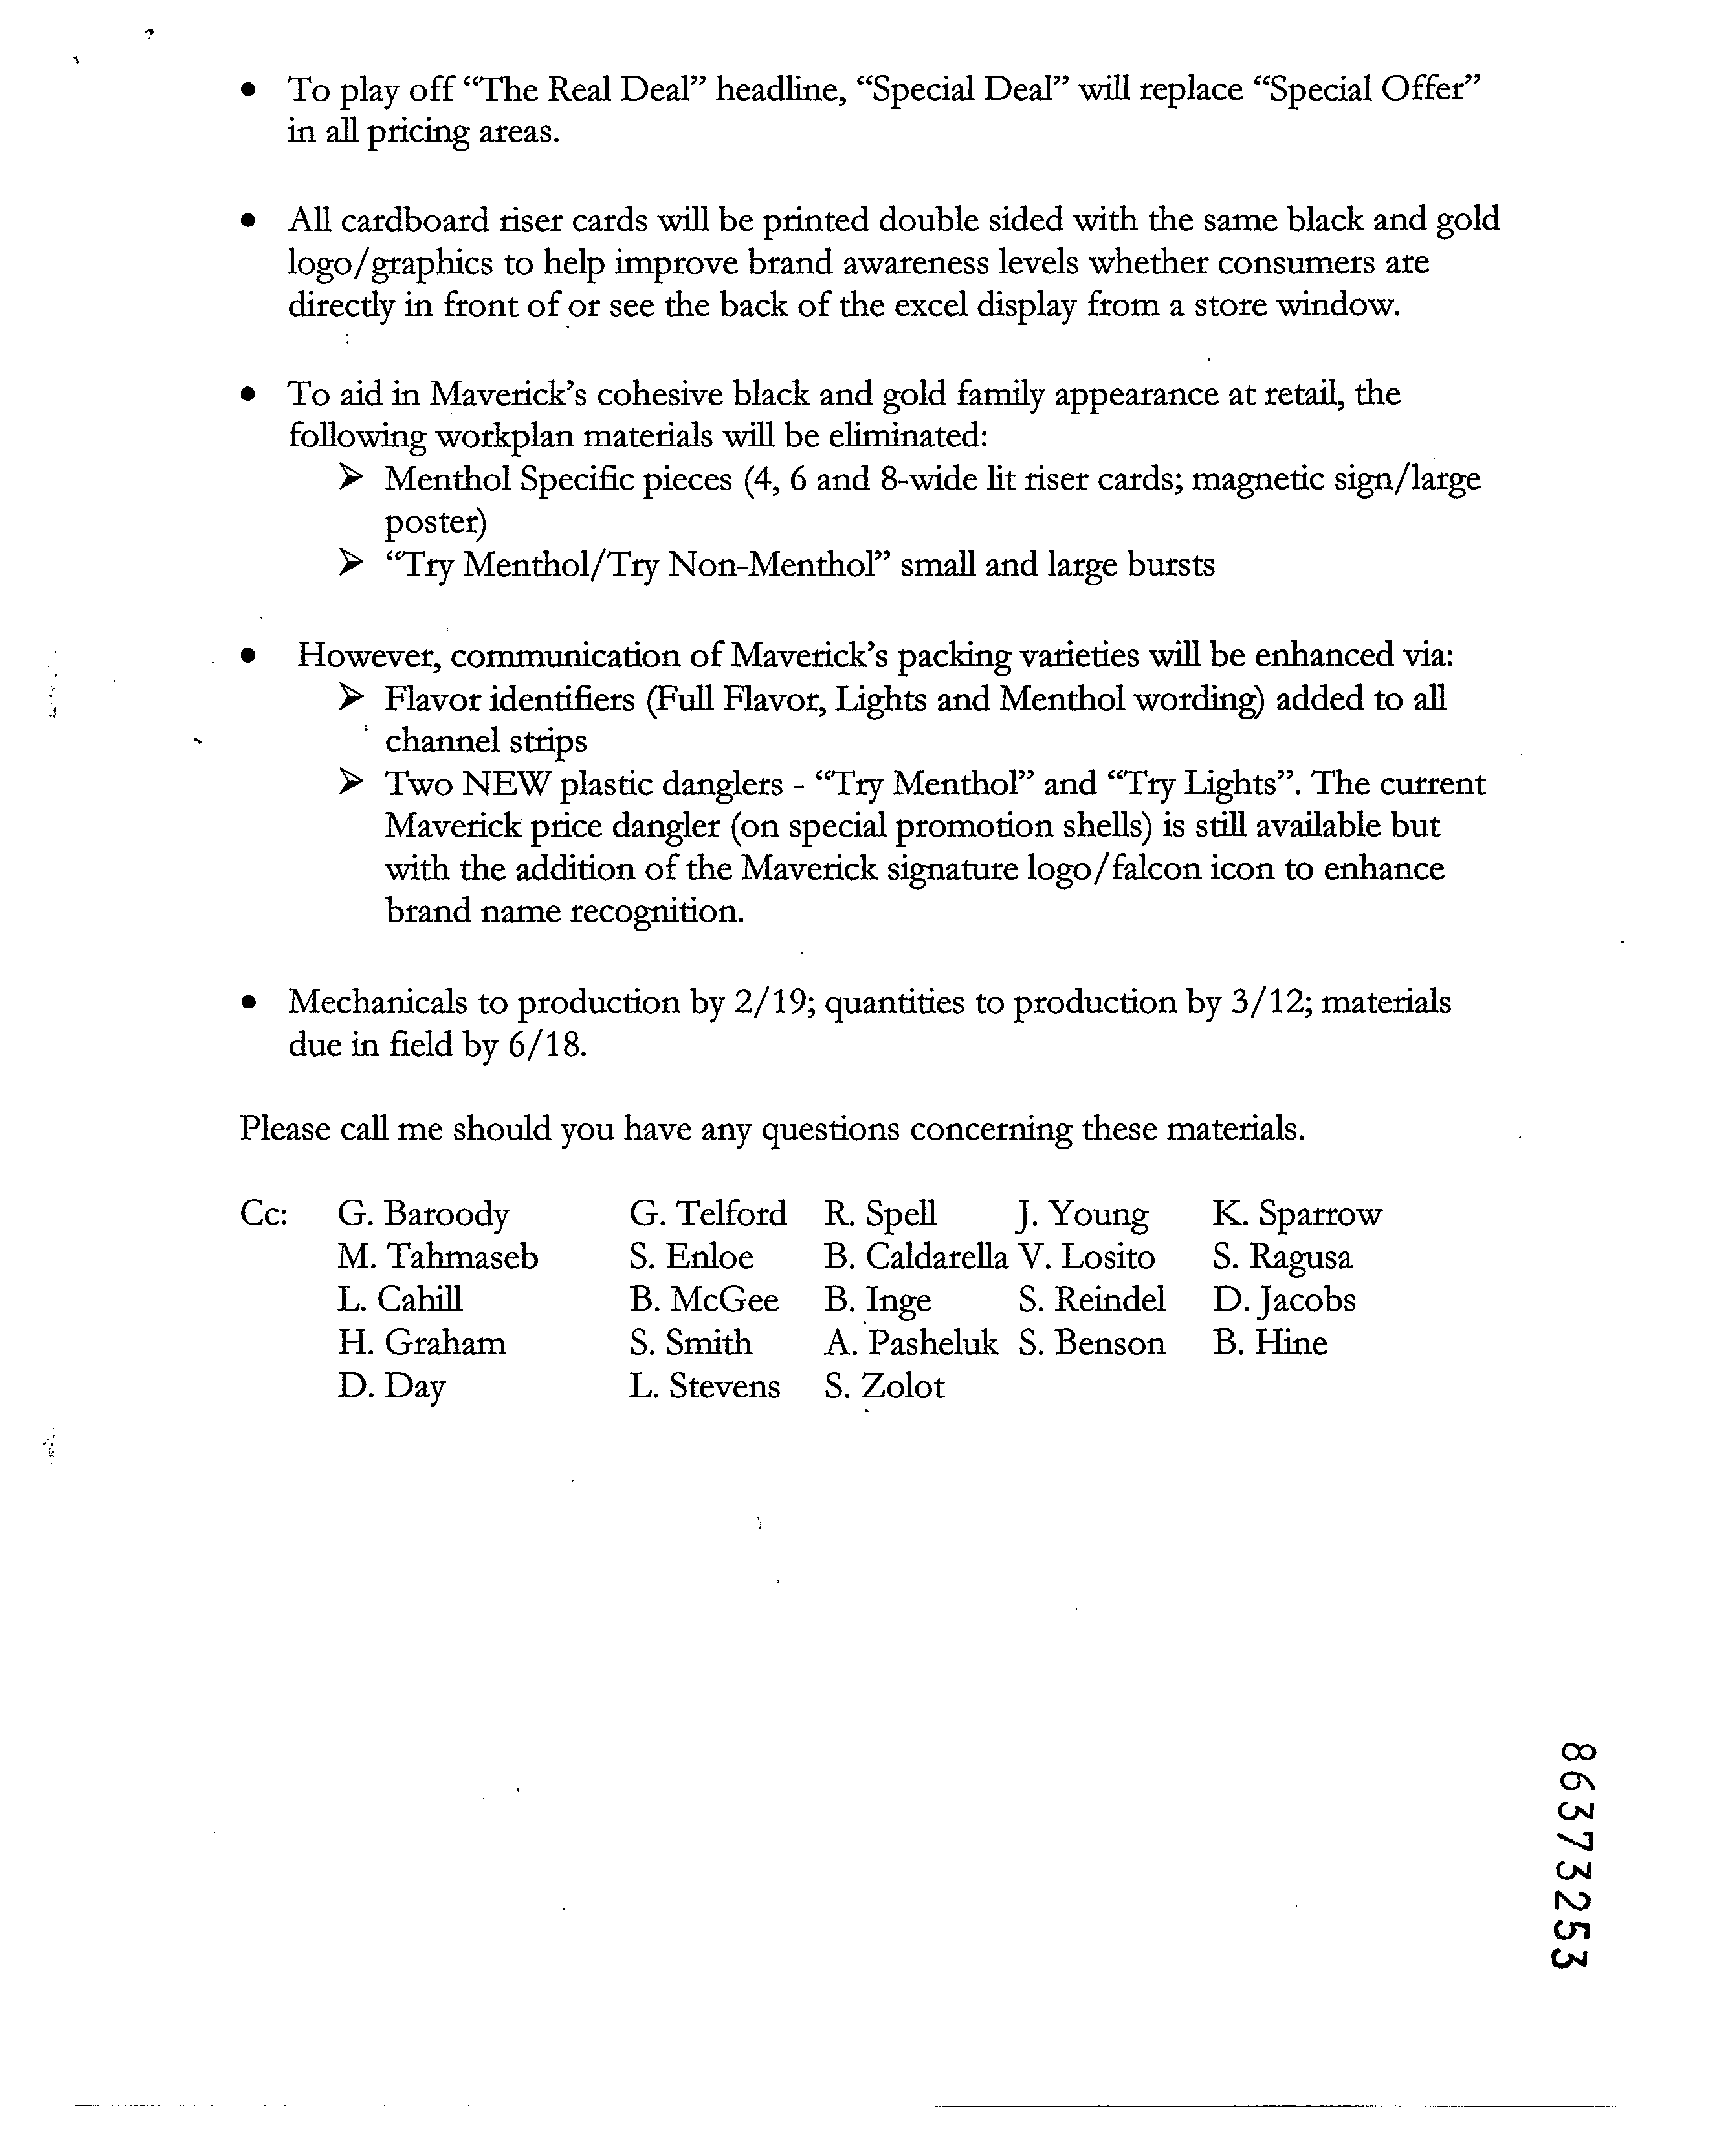 • To play off “The Real Deal” headline, “Special Deal” will replace “Special Offer”
in all pricing areas.
• All cardboard riser cards will be printed double sided with the same black and gold
logo/graphics to help improve brand awareness levels whether consumers are
directly in front of or see the back of the excel display from a store window.
• To aid in Maverick’s cohesive black and gold family appearance at retail, the
following workplan materials will be eliminated:
➢ Menthol Specific pieces (4, 6 and 8-wide lit riser cards; magnetic sign/large
poster)
➢ “Try Menthol/Try Non-Menthol” small and large bursts
• However, communication of Maverick’s packing varieties will be enhanced via:
➢ Flavor identifiers (Full Flavor, Lights and Menthol wording) added to all
channel strips
➢ Two NEW plastic danglers - “Try Menthol” and “Try Lights”. The current
Maverick price dangler (on special promotion shells) is still available but
with the addition of the Maverick signature logo/falcon icon to enhance
brand name recognition.
• Mechanicals to production by 2/19; quantities to production by 3/12; materials
due in field by 6/18.
Please call me should you have any questions concerning these materials.
Cc: G. Baroody G. Telford R. Spell J. Young K. Sparrow
M. Tahmaseb S. Enloe B. Caldarella V. Losito S. Ragusa
L. Cahill B. McGee B. Inge S. Reindel D. Jacobs
H. Graham S. Smith A. Pasheluk S. Benson B. Hine
D. Day L. Stevens S. Zolot
86373253